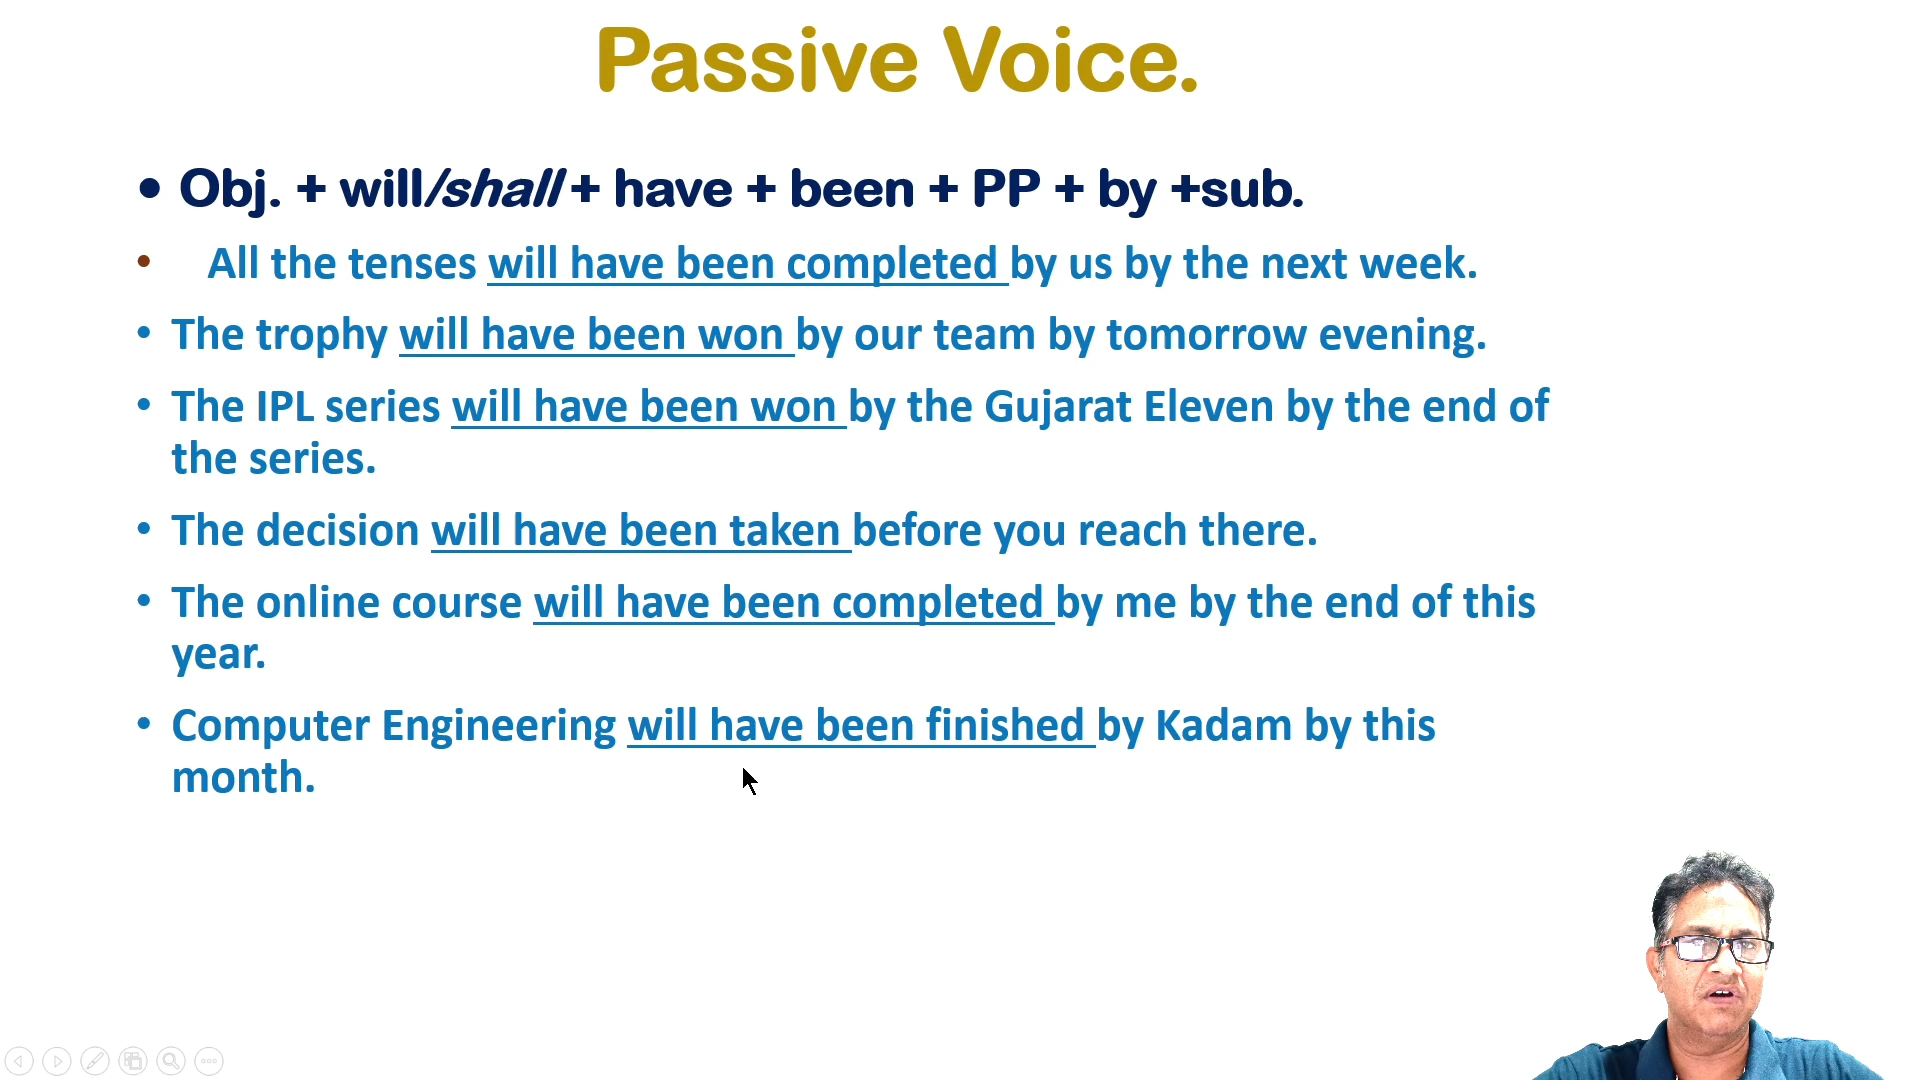 Passive Voice.
• Obj. + will/shall + have + been + PP + by +sub.
• All the tenses will have been completed by us by the next week.
• The trophy will have been won by our team by tomorrow evening.
• The IPL series will have been won by the Gujarat Eleven by the end of
the series.
• The decision will have been taken before you reach there.
• The online course will have been completed by me by the end of this
year.
• Computer Engineering will have been finished by Kadam by this
month.